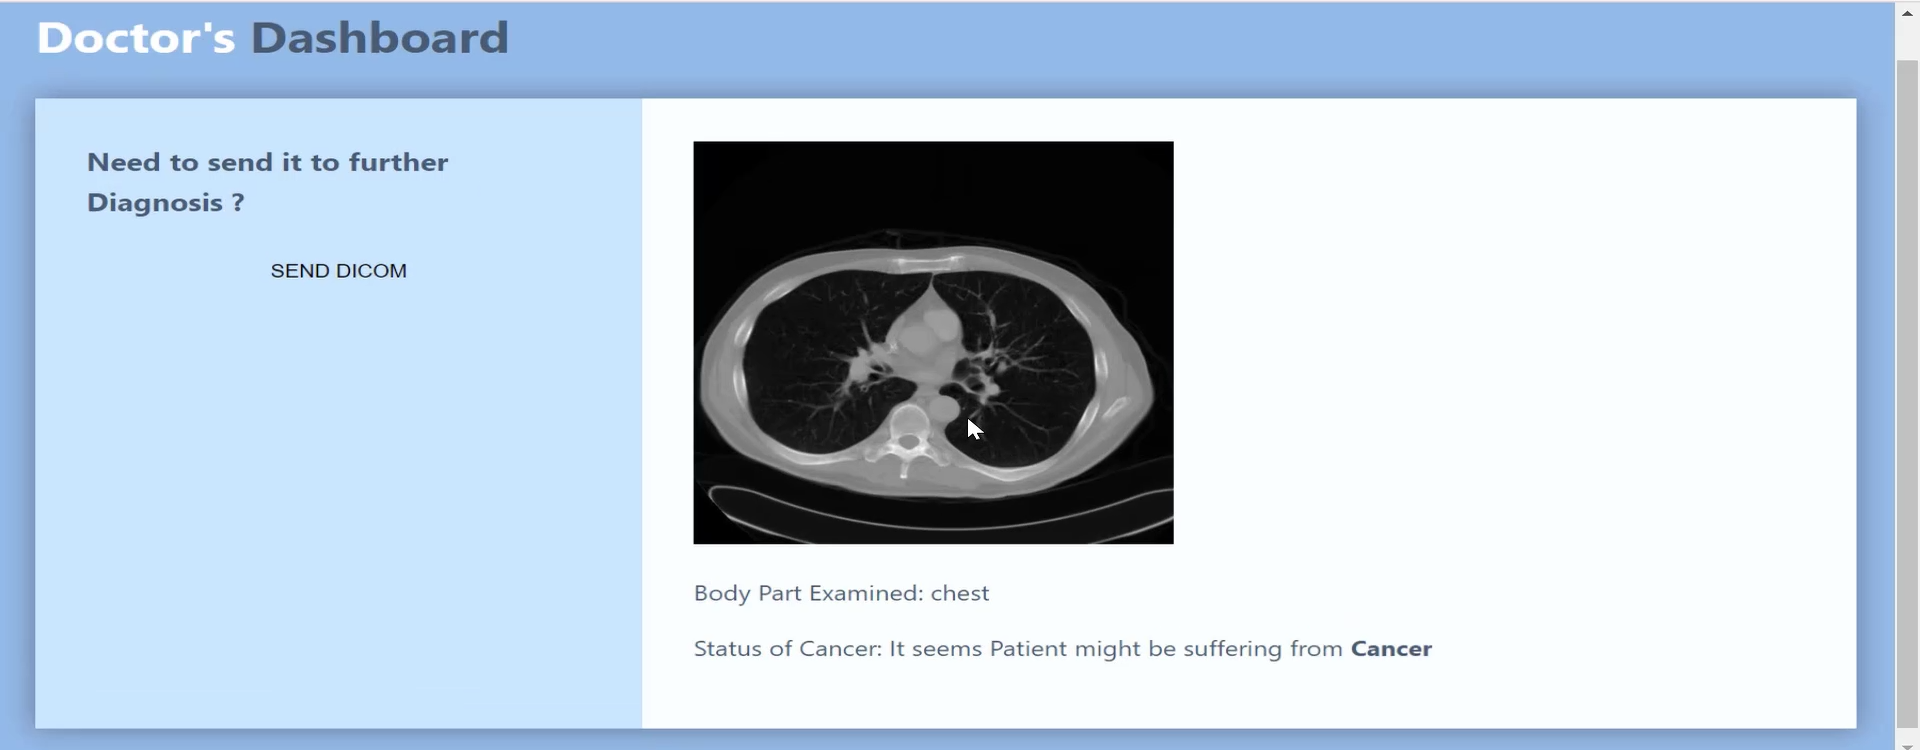 Doctor's Dashboard
Need to send it to further
Diagnosis ?
SEND DICOM
Body Part Examined: chest
Status of Cancer: It seems Patient might be suffering from Cancer